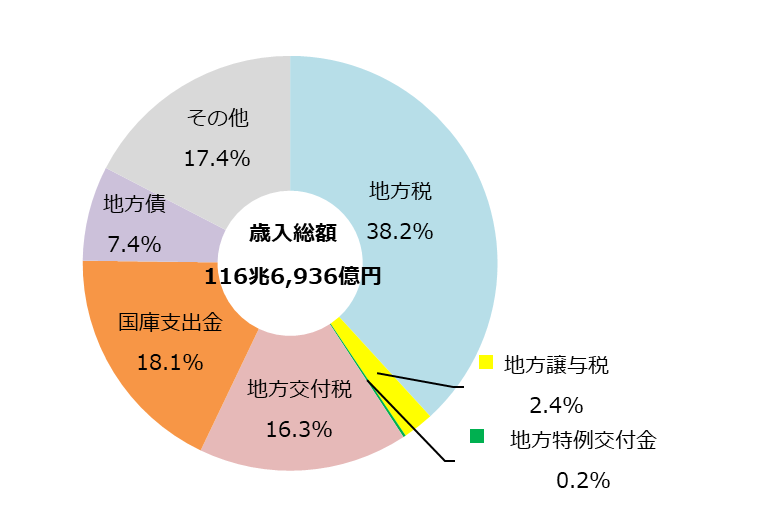 その他
17.4%
地方税
38.2%
地方債
7.4%
歳入総額
116兆6,936億円
国庫支出金
18.1%
地方交付税
16.3%
地方譲与税
2.4%
地方特例交付金
0.2%